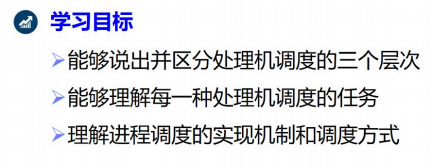 学习目标
能够说出并区分处理机调度的三个层次
能够理解每一种处理机调度的任务
理解进程调度的实现机制和调度方式